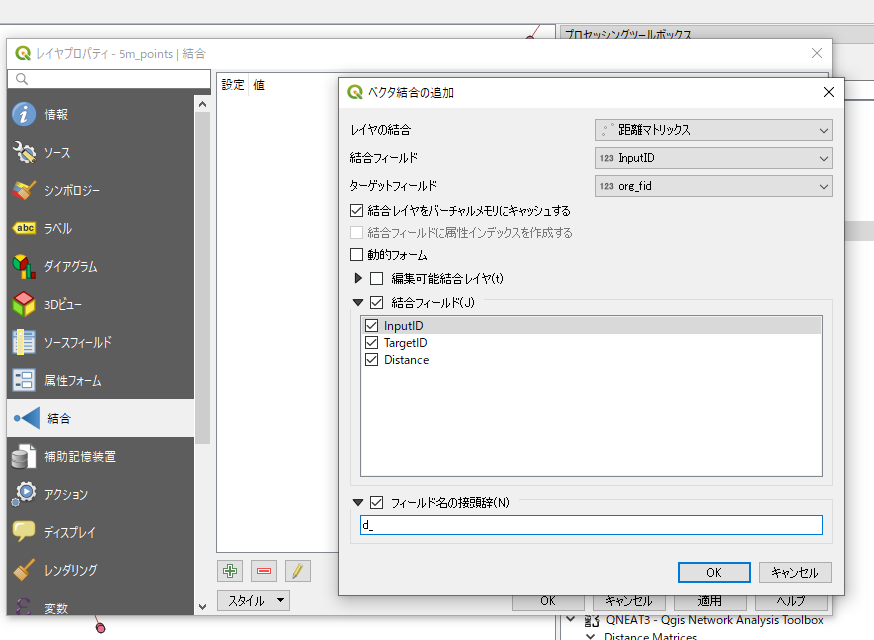 プロセッシングツールボックス
レイヤプロパティ - 5m_points | 結合
設定 値
情報
ソース
シンボロジー
abc ラベル
ダイアグラム
3Dビュー
ソースフィールド
属性フォーム
結合
補助記憶装置
アクション
ディスプレイ
レンダリング
変数
スタイル
OK キャンセル 適用 ヘルプ
ベクタ結合の追加
レイヤの結合 距離マトリックス
結合フィールド 123 InputID
ターゲットフィールド 123 org_fid
結合レイヤをバーチャルメモリにキャッシュする
結合フィールドに属性インデックスを作成する
動的フォーム
編集可能結合レイヤ(t)
結合フィールド(J)
InputID
TargetID
Distance
フィールド名の接頭辞(N)
d_
OK キャンセル
QNEAT3 - Qgis Network Analysis Toolbox
Distance Matrices